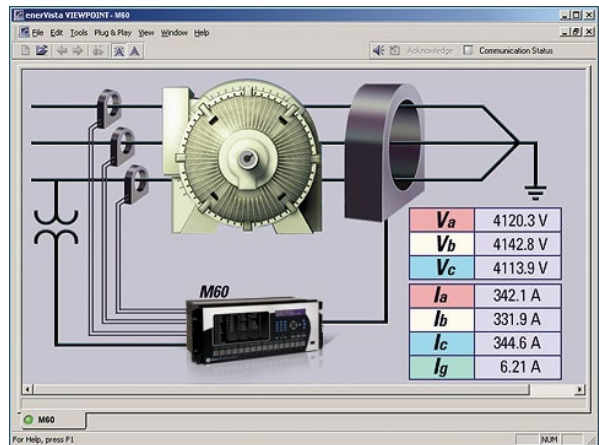 enerVista VIEWPOINT - M60
File Edit Tools Plug & Play View Window Help
Acknowledge Communication Status
Va 4120.3 V
Vb 4142.8 V
Vc 4113.9 V
Ia 342.1 A
Ib 331.9 A
Ic 344.6 A
Ig 6.21 A
M60
M60
For Help, press F1 NUM